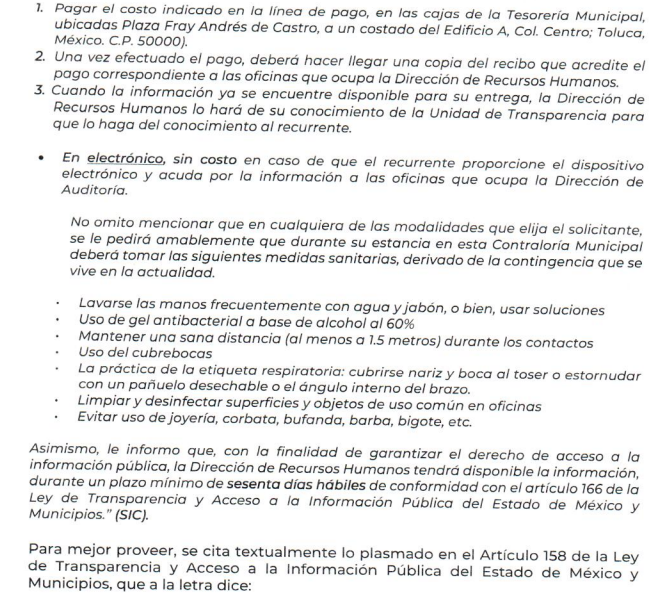 1. Pagar el costo indicado en la línea de pago, en las cajas de la Tesorería Municipal,
ubicadas Plaza Fray Andrés de Castro, a un costado del Edificio A, Col. Centro; Toluca,
México. C.P. 50000).
2. Una vez efectuado el pago, deberá hacer llegar una copia del recibo que acredite el
pago correspondiente a las oficinas que ocupa la Dirección de Recursos Humanos.
3. Cuando la información ya se encuentre disponible para su entrega, la Dirección de
Recursos Humanos lo hará de su conocimiento de la Unidad de Transparencia para
que lo haga del conocimiento al recurrente.
• En electrónico, sin costo en caso de que el recurrente proporcione el dispositivo
electrónico y acuda por la información a las oficinas que ocupa la Dirección de
Auditoría.
No omito mencionar que en cualquiera de las modalidades que elija el solicitante,
se le pedirá amablemente que durante su estancia en esta Contraloría Municipal
deberá tomar las siguientes medidas sanitarias, derivado de la contingencia que se
vive en la actualidad.
· Lavarse las manos frecuentemente con agua y jabón, o bien, usar soluciones
· Uso de gel antibacterial a base de alcohol al 60%
· Mantener una sana distancia (al menos a 1.5 metros) durante los contactos
· Uso del cubrebocas
· La práctica de la etiqueta respiratoria: cubrirse nariz y boca al toser o estornudar
con un pañuelo desechable o el ángulo interno del brazo.
· Limpiar y desinfectar superficies y objetos de uso común en oficinas
· Evitar uso de joyería, corbata, bufanda, barba, bigote, etc.
Asimismo, le informo que, con la finalidad de garantizar el derecho de acceso a la
información pública, la Dirección de Recursos Humanos tendrá disponible la información,
durante un plazo mínimo de sesenta días hábiles de conformidad con el artículo 166 de la
Ley de Transparencia y Acceso a la Información Pública del Estado de México y
Municipios." (SIC).
Para mejor proveer, se cita textualmente lo plasmado en el Artículo 158 de la Ley
de Transparencia y Acceso a la Información Pública del Estado de México y
Municipios, que a la letra dice: